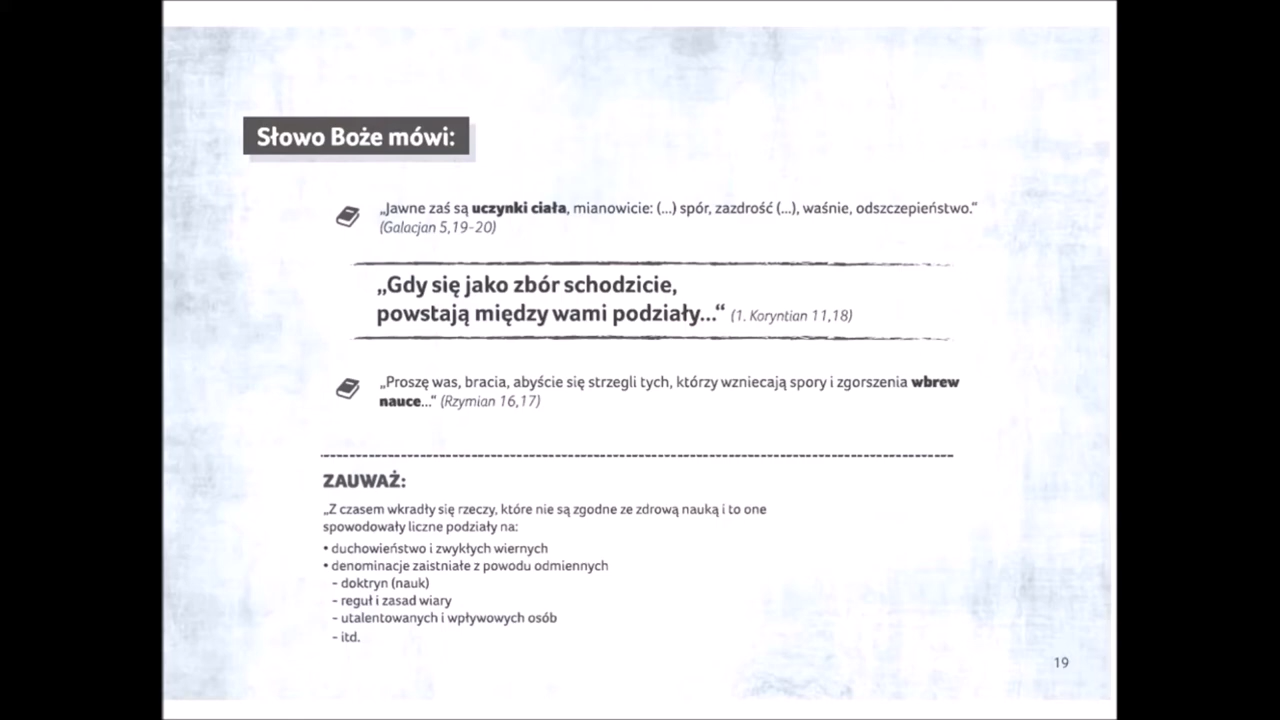 Słowo Boże mówi:
„Jawne zaś są uczynki ciała, mianowicie: (...) spór, zazdrość (...), waśnie, odszczepieństwo.“
(Galacjan 5,19-20)
„Gdy się jako zbór schodzicie,
powstają między wami podziały...“ (1. Koryntian 11,18)
„Proszę was, bracia, abyście się strzegli tych, którzy wzniecają spory i zgorszenia wbrew
nauce...“ (Rzymian 16,17)
ZAUWAŻ:
„Z czasem wkradły się rzeczy, które nie są zgodne ze zdrową nauką i to one
spowodowały liczne podziały na:
• duchowieństwo i zwykłych wiernych
• denominacje zaistniałe z powodu odmiennych
- doktryn (nauk)
- reguł i zasad wiary
- utalentowanych i wpływowych osób
- itd.
19